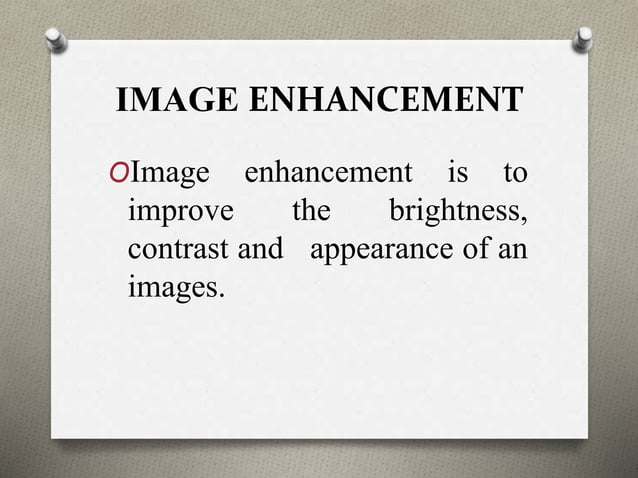 IMAGE ENHANCEMENT
OImage enhancement is to
improve the brightness,
contrast and appearance of an
images.